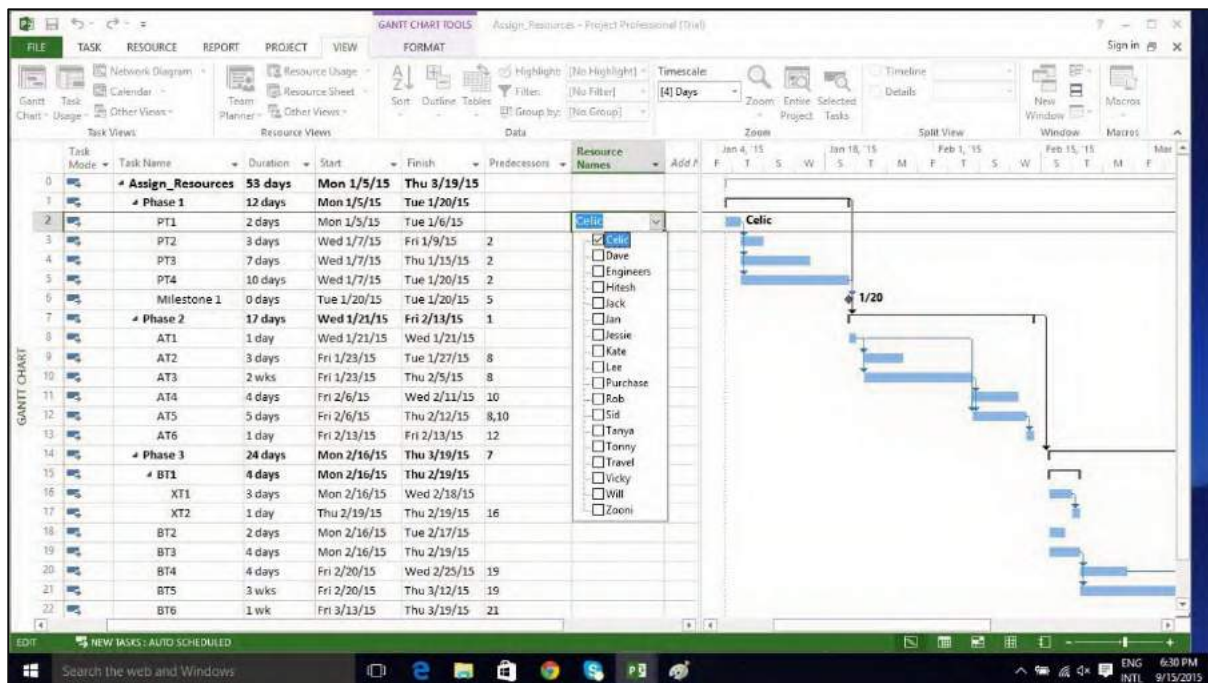 GANTT CHART TOOLS Assign_Resources - Project Professional (Trial)
FILE TASK RESOURCE REPORT PROJECT VIEW FORMAT Sign in
Network Diagram Resource Usage Highlight: [No Highlight] Timescale: Timeline
Calendar Resource Sheet Filter: [No Filter] [4] Days Details
Gantt Chart Task Usage Other Views Team Planner Other Views Sort Outline Tables Group by: [No Group] Zoom Entire Project Selected Tasks New Window Macros
Task Views Resource Views Data Zoom Split View Window Macros
Task Mode Task Name Duration Start Finish Predecessors Resource Names Add N Jan 4, '15 Jan 18, '15 Feb 1, '15 Feb 15, '15 Mar
F T S W S T M F T S W S T M F
0 Assign_Resources 53 days Mon 1/5/15 Thu 3/19/15
1 Phase 1 12 days Mon 1/5/15 Tue 1/20/15
2 PT1 2 days Mon 1/5/15 Tue 1/6/15 Celic Celic
3 PT2 3 days Wed 1/7/15 Fri 1/9/15 2
4 PT3 7 days Wed 1/7/15 Thu 1/15/15 2
5 PT4 10 days Wed 1/7/15 Tue 1/20/15 2
6 Milestone 1 0 days Tue 1/20/15 Tue 1/20/15 5 1/20
7 Phase 2 17 days Wed 1/21/15 Fri 2/13/15 1
8 AT1 1 day Wed 1/21/15 Wed 1/21/15
9 AT2 3 days Fri 1/23/15 Tue 1/27/15 8
10 AT3 2 wks Fri 1/23/15 Thu 2/5/15 8
11 AT4 4 days Fri 2/6/15 Wed 2/11/15 10
12 AT5 5 days Fri 2/6/15 Thu 2/12/15 8,10
13 AT6 1 day Fri 2/13/15 Fri 2/13/15 12
14 Phase 3 24 days Mon 2/16/15 Thu 3/19/15 7
15 BT1 4 days Mon 2/16/15 Thu 2/19/15
16 XT1 3 days Mon 2/16/15 Wed 2/18/15
17 XT2 1 day Thu 2/19/15 Thu 2/19/15 16
18 BT2 2 days Mon 2/16/15 Tue 2/17/15
19 BT3 4 days Mon 2/16/15 Thu 2/19/15
20 BT4 4 days Fri 2/20/15 Wed 2/25/15 19
21 BT5 3 wks Fri 2/20/15 Thu 3/12/15 19
22 BT6 1 wk Fri 3/13/15 Thu 3/19/15 21
Celic
Dave
Engineers
Hitesh
Jack
Jan
Jessie
Kate
Lee
Purchase
Rob
Sid
Tanya
Tonny
Travel
Vicky
Will
Zooni
GANTT CHART
EDIT NEW TASKS : AUTO SCHEDULED
Search the web and Windows ENG 6:30 PM
INTL 9/15/2015